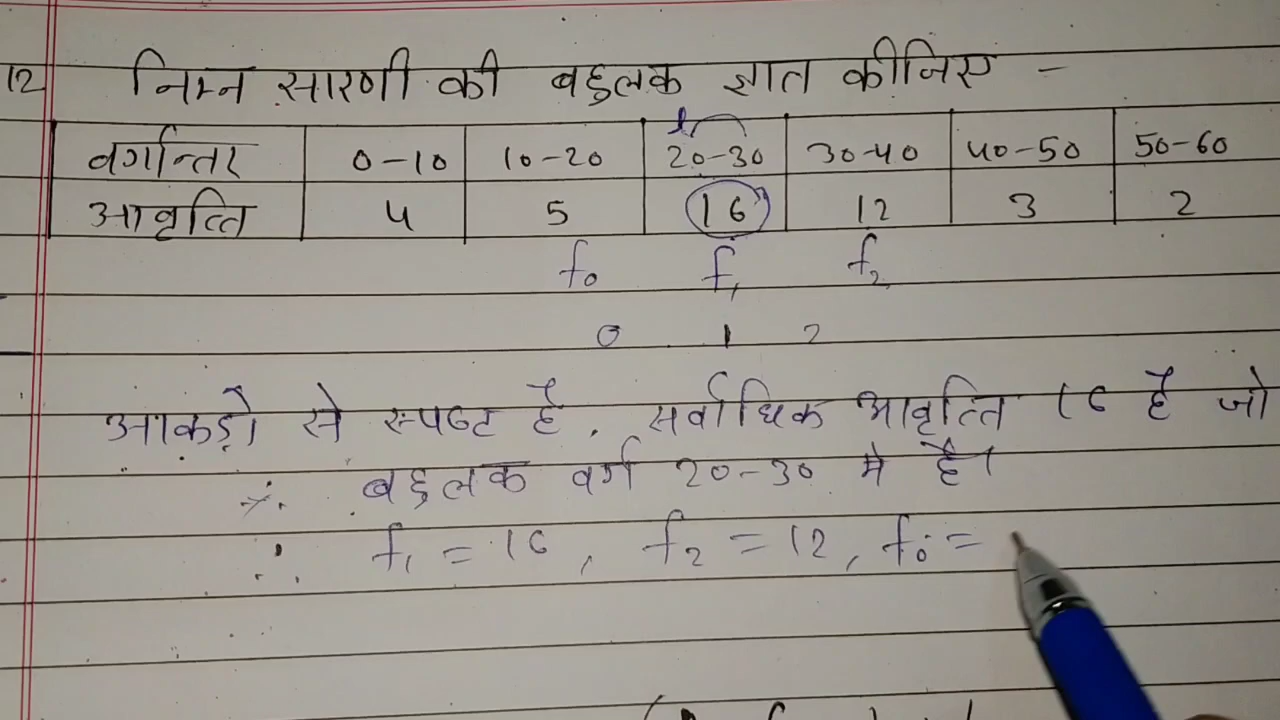 12 निम्न सारणी की बहुलक ज्ञात कीजिए -
वर्गान्तर 0-10 10-20 20-30 30-40 40-50 50-60
आवृत्ति 4 5 16 12 3 2
f₀ f₁ f₂
0 1 2
आकड़ो से स्पष्ट है . सर्वाधिक आवृत्ति 16 है जो
बहुलक वर्ग 20-30 मे है।
∴ f₁ = 16 , f₂ = 12 , f₀ =